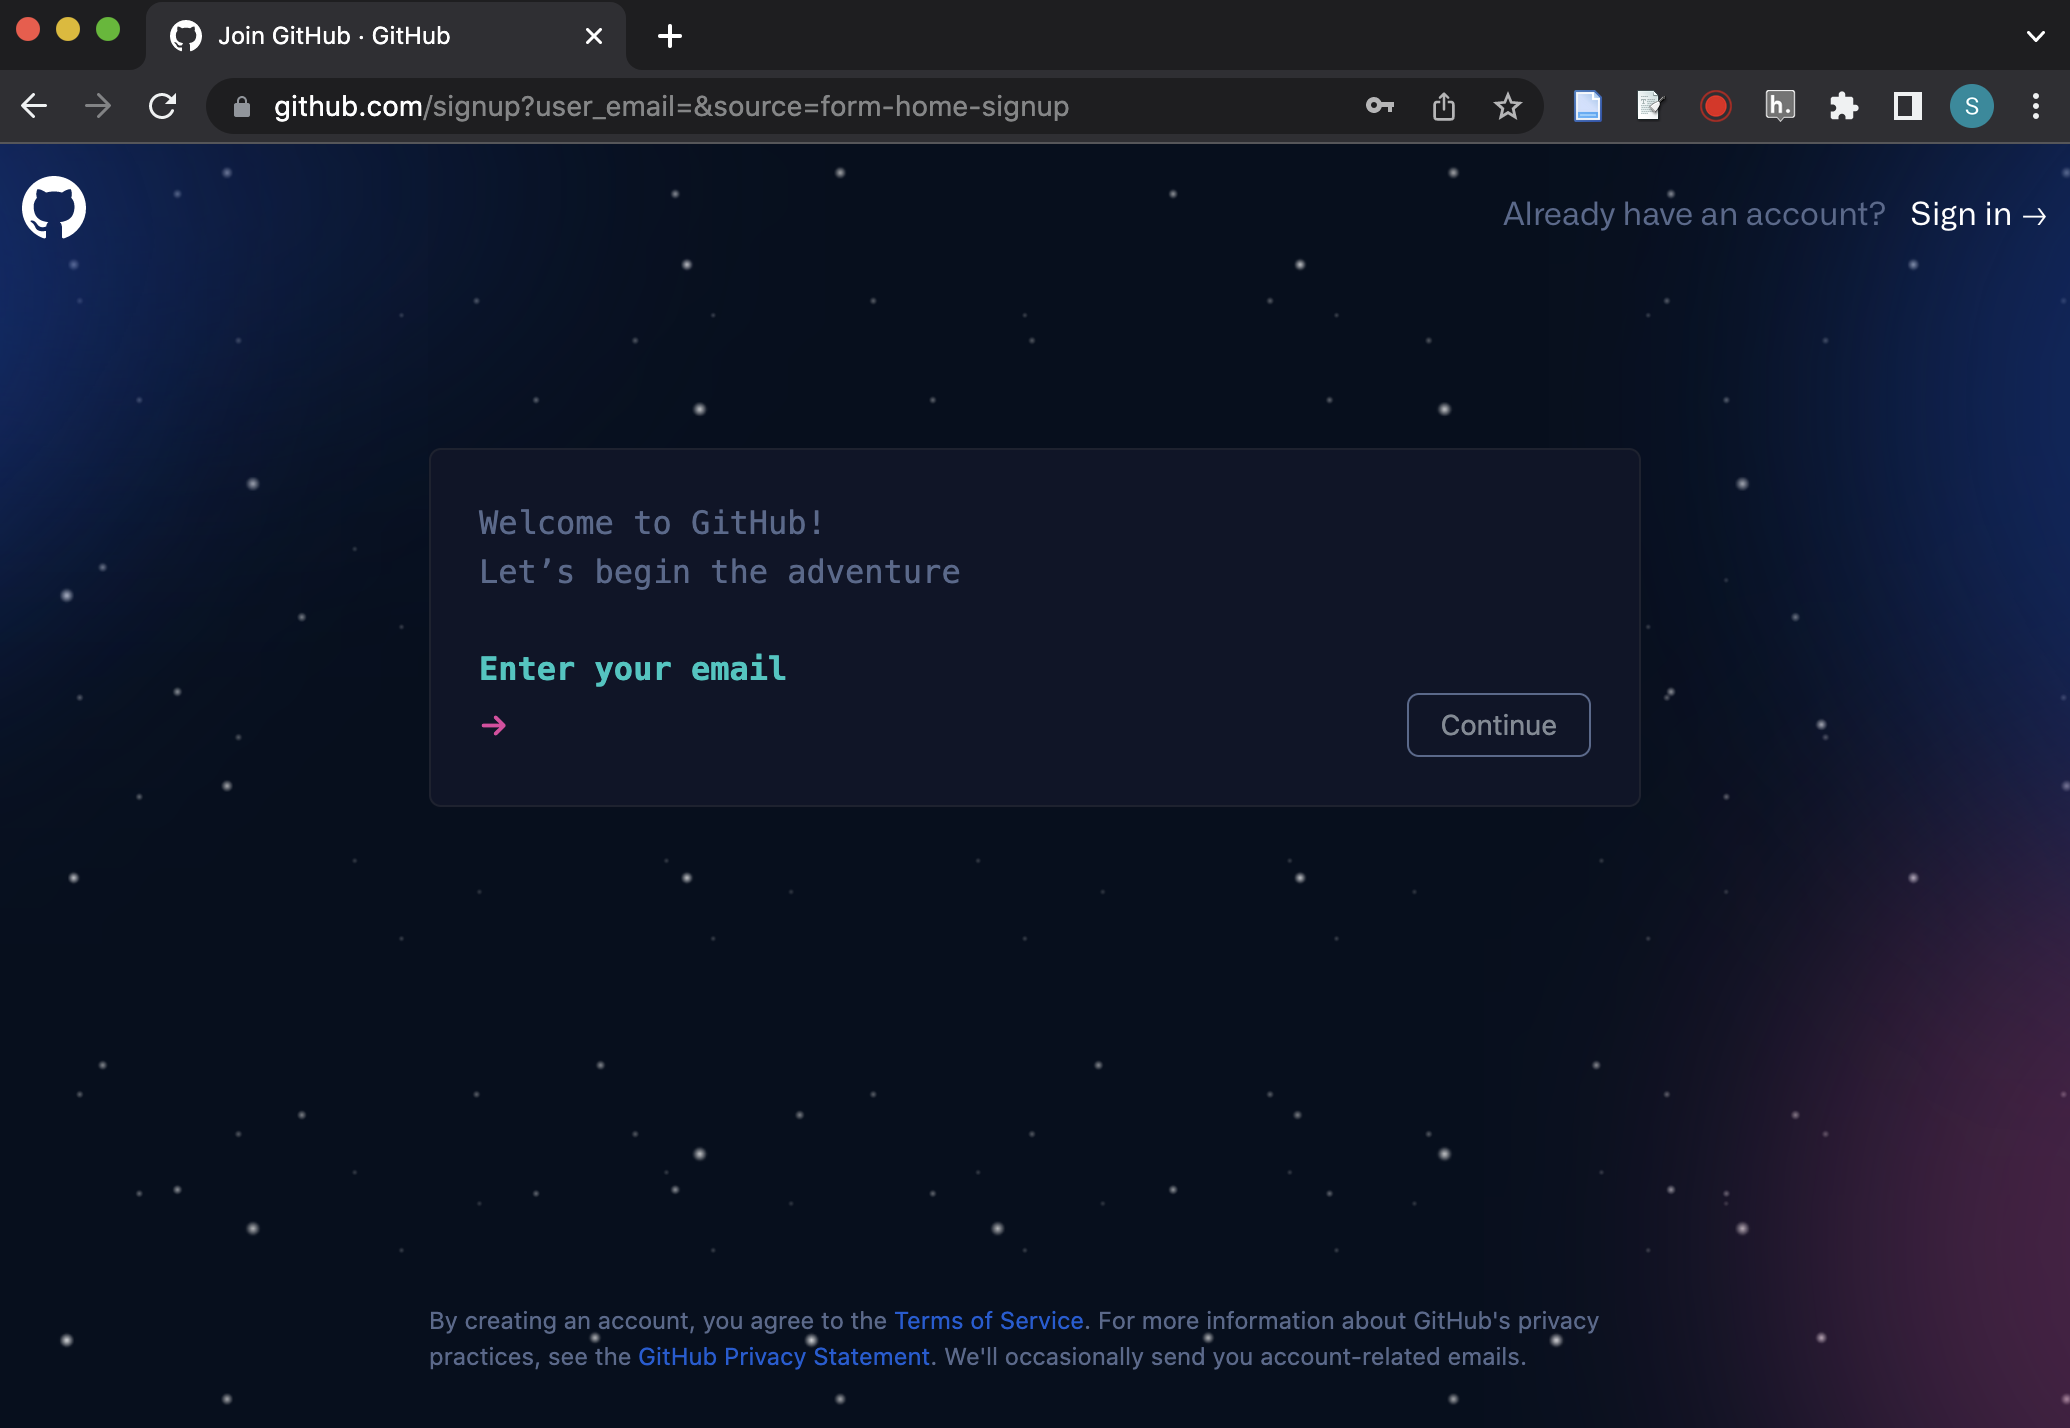 Join GitHub · GitHub
github.com/signup?user_email=&source=form-home-signup
h.
S
Already have an account? Sign in →
Welcome to GitHub!
Let’s begin the adventure
Enter your email
→
Continue
By creating an account, you agree to the Terms of Service. For more information about GitHub's privacy
practices, see the GitHub Privacy Statement. We'll occasionally send you account-related emails.